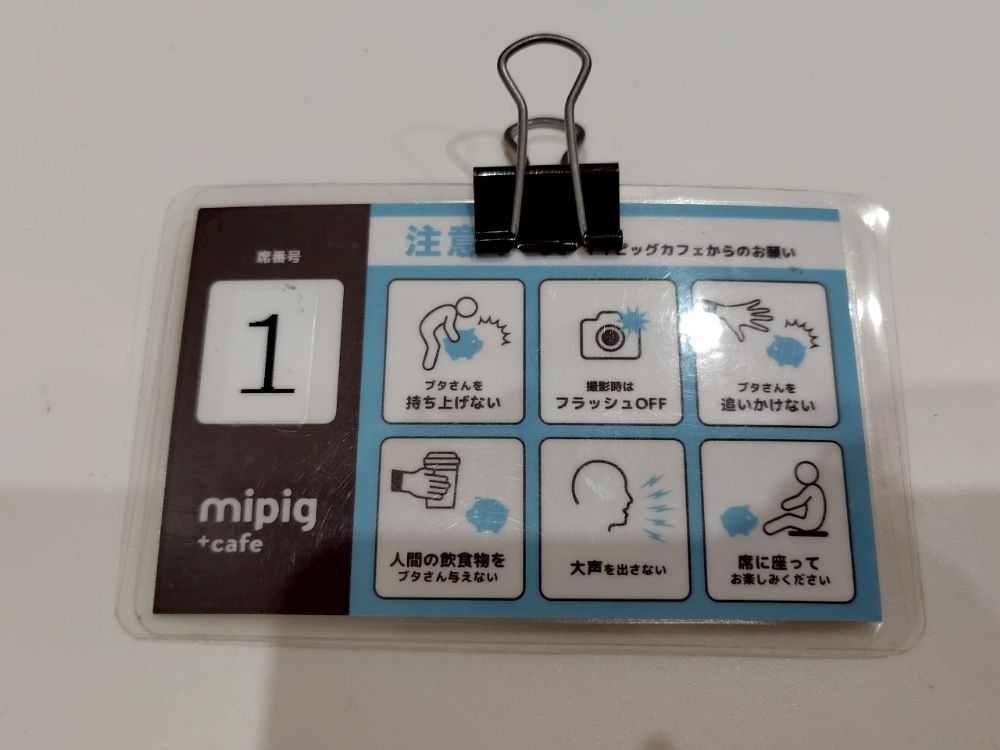 席番号
1
mipig
+cafe
注意
ピッグカフェからのお願い
ブタさんを
持ち上げない
撮影時は
フラッシュOFF
ブタさんを
追いかけない
人間の飲食物を
ブタさん与えない
大声を出さない
席に座って
お楽しみください